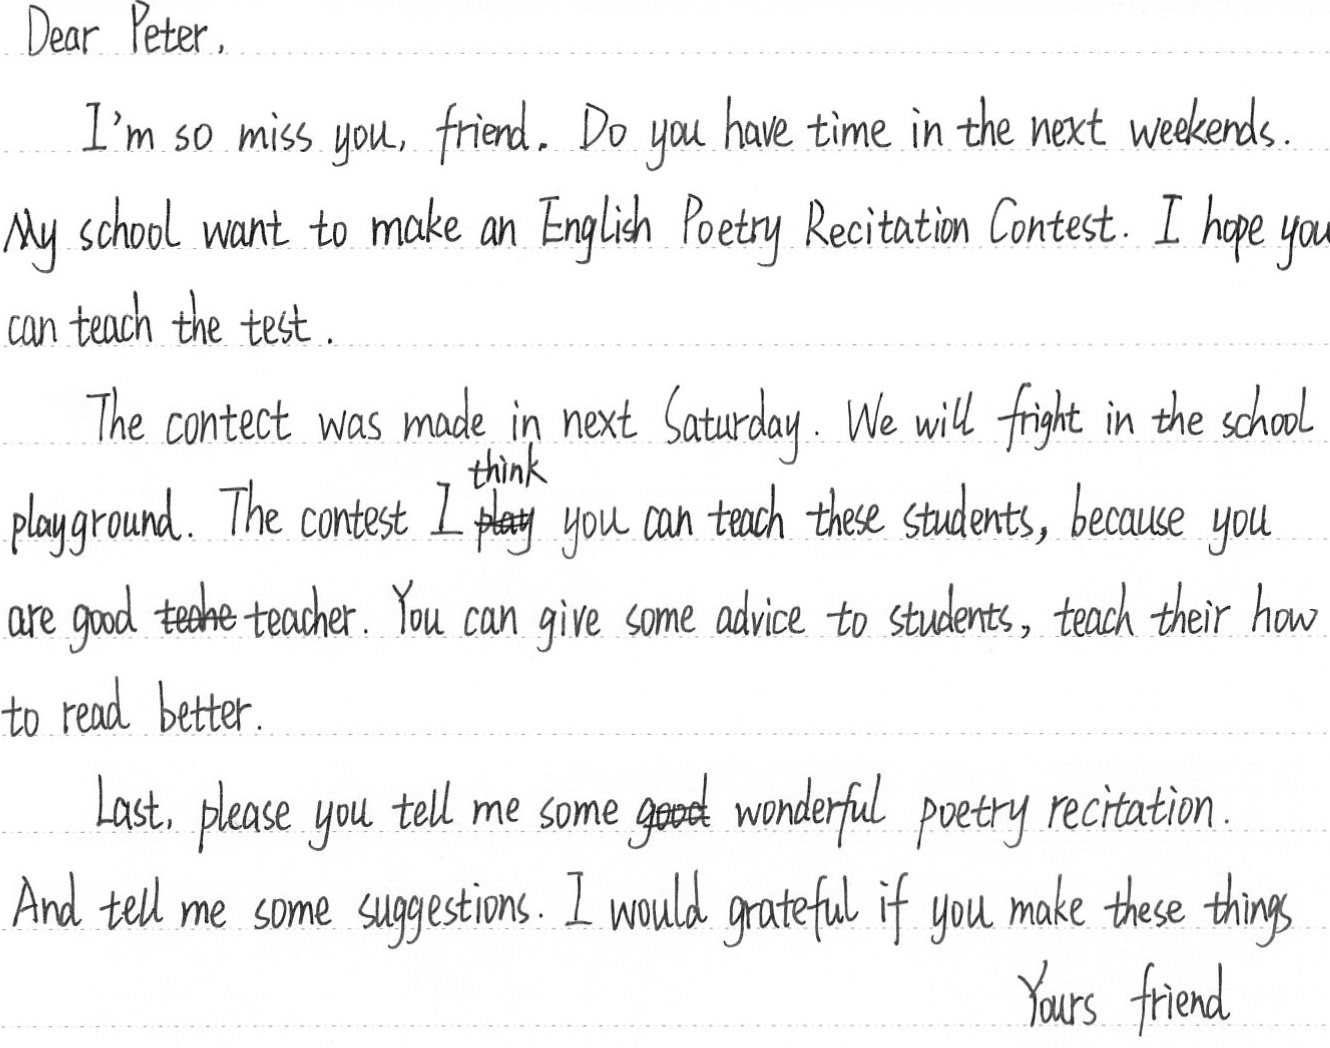 Dear Peter,
I'm so miss you, friend. Do you have time in the next weekends.
My school want to make an English Poetry Recitation Contest. I hope you
can teach the test.
The contect was made in next Saturday. We will fright in the school
think
playground. The contest I play you can teach these students, because you
are good teche teacher. You can give some advice to students, teach their how
to read better.
Last, please you tell me some good wonderful poetry recitation.
And tell me some suggestions. I would grateful if you make these things
Yours friend